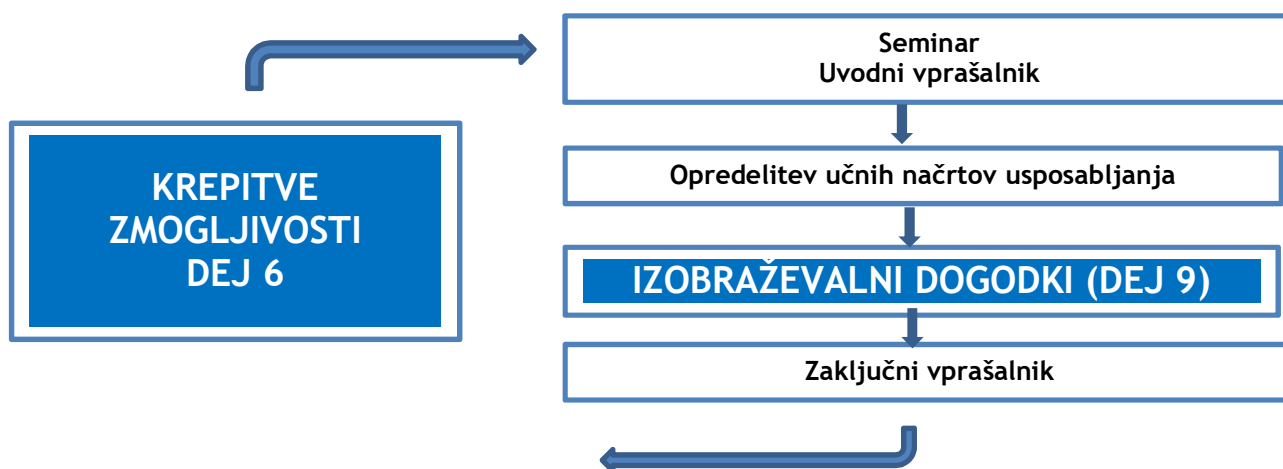 Seminar
Uvodni vprašalnik
KREPITVE
ZMOGLJIVOSTI
DEJ 6
Opredelitev učnih načrtov usposabljanja
IZOBRAŽEVALNI DOGODKI (DEJ 9)
Zaključni vprašalnik